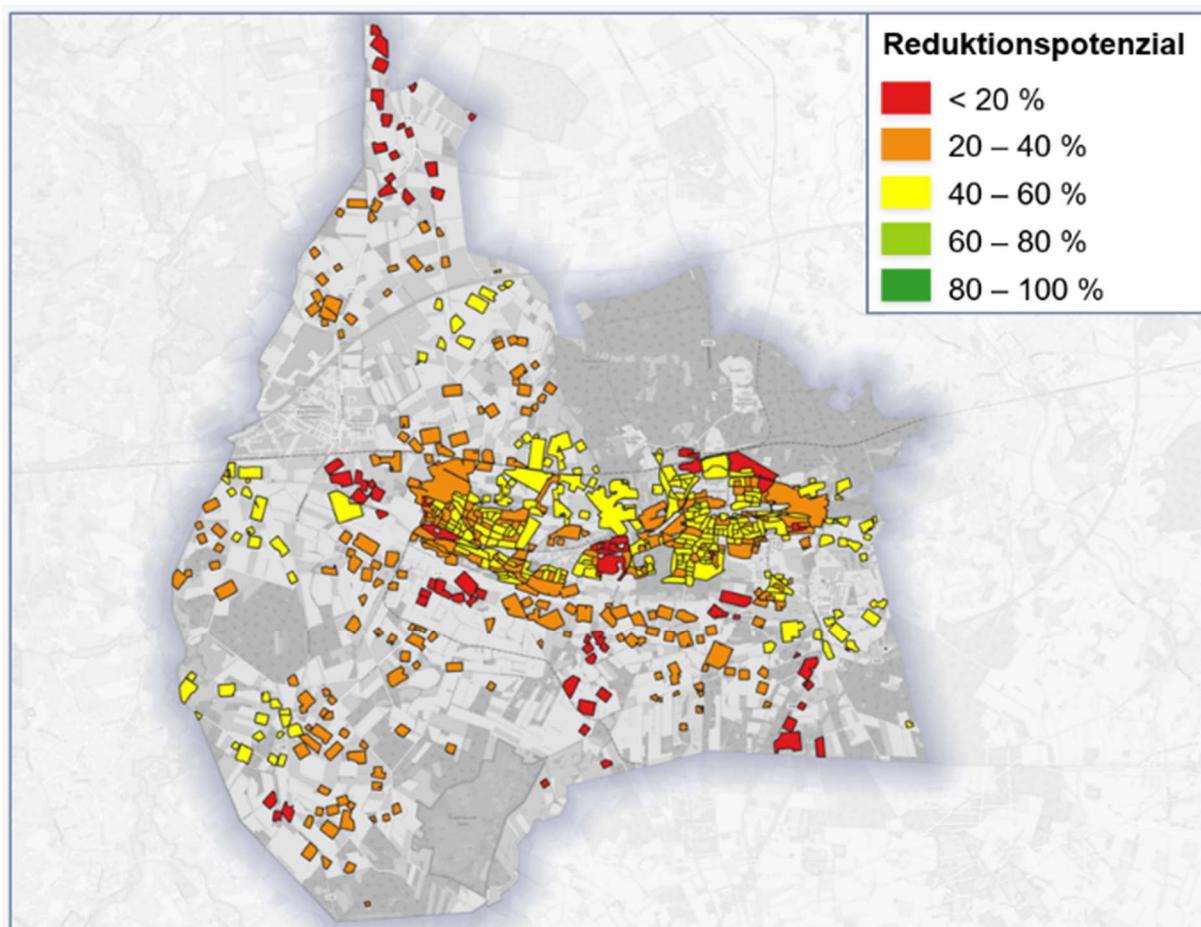 Reduktionspotenzial
< 20 %
20 – 40 %
40 – 60 %
60 – 80 %
80 – 100 %